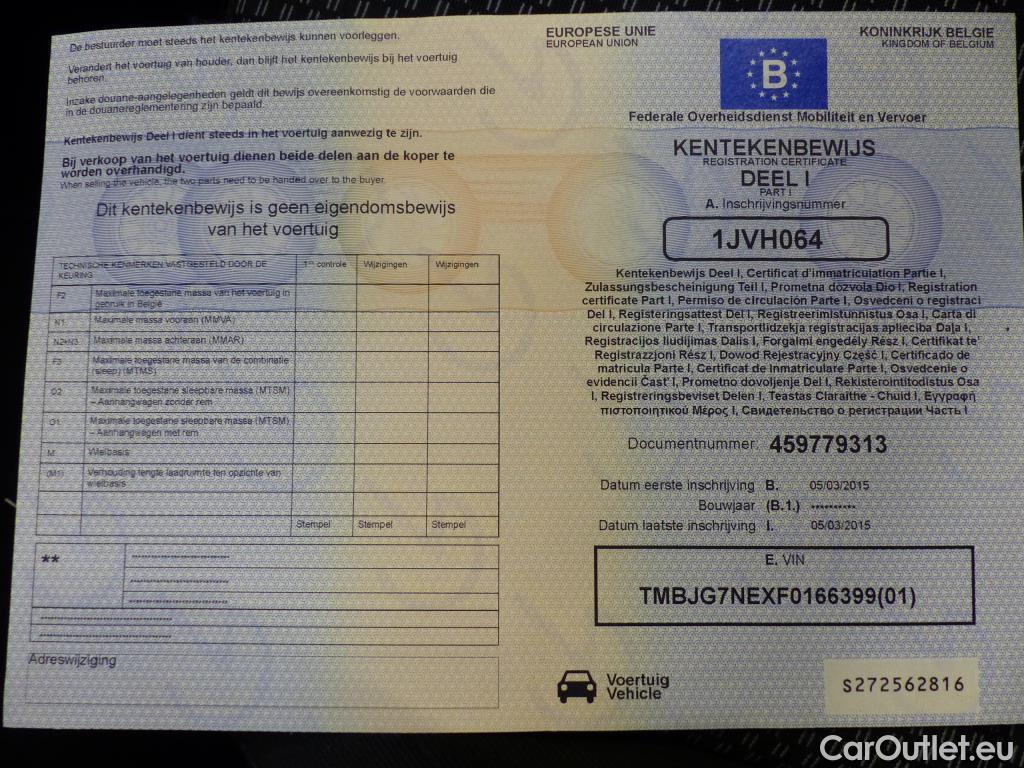 De bestuurder moet steeds het kentekenbewijs kunnen voorleggen.
Verandert het voertuig van houder, dan blijft het kentekenbewijs bij het voertuig
behoren.
Inzake douane-aangelegenheden geldt dit bewijs overeenkomstig de voorwaarden die
in de douanereglementering zijn bepaald.
Kentekenbewijs Deel I dient steeds in het voertuig aanwezig te zijn.
Bij verkoop van het voertuig dienen beide delen aan de koper te
worden overhandigd.
When selling the vehicle, the two parts need to be handed over to the buyer.
Dit kentekenbewijs is geen eigendomsbewijs
van het voertuig
TECHNISCHE KENMERKEN VASTGESTELD DOOR DE
KEURING
1ste controle
Wijzigingen
Wijzigingen
F2
Maximale toegestane massa van het voertuig in
gebruik in België
N1
Maximale massa vooraan (MMVA)
N2+N3
Maximale massa achteraan (MMAR)
F3
Maximale toegestane massa van de combinatie
(sleep) (MTMS)
O2
Maximale toegestane sleepbare massa (MTSM)
– Aanhangwagen zonder rem
O1
Maximale toegestane sleepbare massa (MTSM)
– Aanhangwagen met rem
M
Wielbasis
(M1)
Verhouding lengte laadruimte ten opzichte van
wielbasis
Stempel
Stempel
Stempel
**
Adreswijziging
EUROPESE UNIE
EUROPEAN UNION
KONINKRIJK BELGIE
KINGDOM OF BELGIUM
B
Federale Overheidsdienst Mobiliteit en Vervoer
KENTEKENBEWIJS
REGISTRATION CERTIFICATE
DEEL I
PART I
A. Inschrijvingsnummer
1JVH064
Kentekenbewijs Deel I, Certificat d'immatriculation Partie I,
Zulassungsbescheinigung Teil I, Prometna dozvola Dio I, Registration
certificate Part I, Permiso de circulación Parte I, Osvedceni o registraci
Del I, Registeringsattest Del I, Registreerimistunnistus Osa I, Carta di
circulazione Parte I, Transportlidzekja registracijas aplieciba Daļa I,
Registracijos liudijimas Dalis I, Forgalmi engedély Rész I, Certifikat te'
Registrazzjoni Rész I, Dowod Rejestracyjny Część I, Certificado de
matricula Parte I, Certificat de Inmatriculare Parte I, Osvedcenie o
evidencii Čast' I, Prometno dovoljenje Del I, Rekisterointitodistus Osa
I, Registreringsbeviset Delen I, Teastas Claraithe - Chuid I, Εγγραφή
πιστοποιητικού Μέρος I, Свидетельство о регистрации Часть I
Documentnummer: 459779313
Datum eerste inschrijving B. 05/03/2015
Bouwjaar (B.1.) **********
Datum laatste inschrijving I. 05/03/2015
E. VIN
TMBJG7NEXF0166399(01)
Voertuig
Vehicle
S272562816
CarOutlet.eu